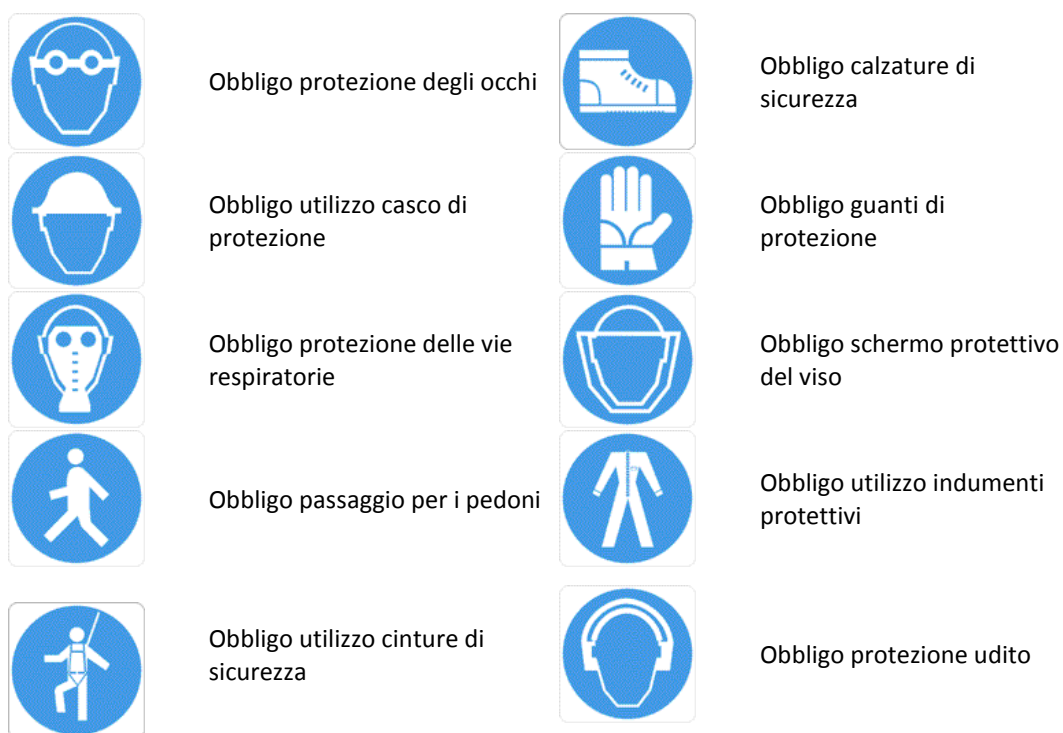 Obbligo protezione degli occhi
Obbligo calzature di
sicurezza
Obbligo utilizzo casco di
protezione
Obbligo guanti di
protezione
Obbligo protezione delle vie
respiratorie
Obbligo schermo protettivo
del viso
Obbligo passaggio per i pedoni
Obbligo utilizzo indumenti
protettivi
Obbligo utilizzo cinture di
sicurezza
Obbligo protezione udito